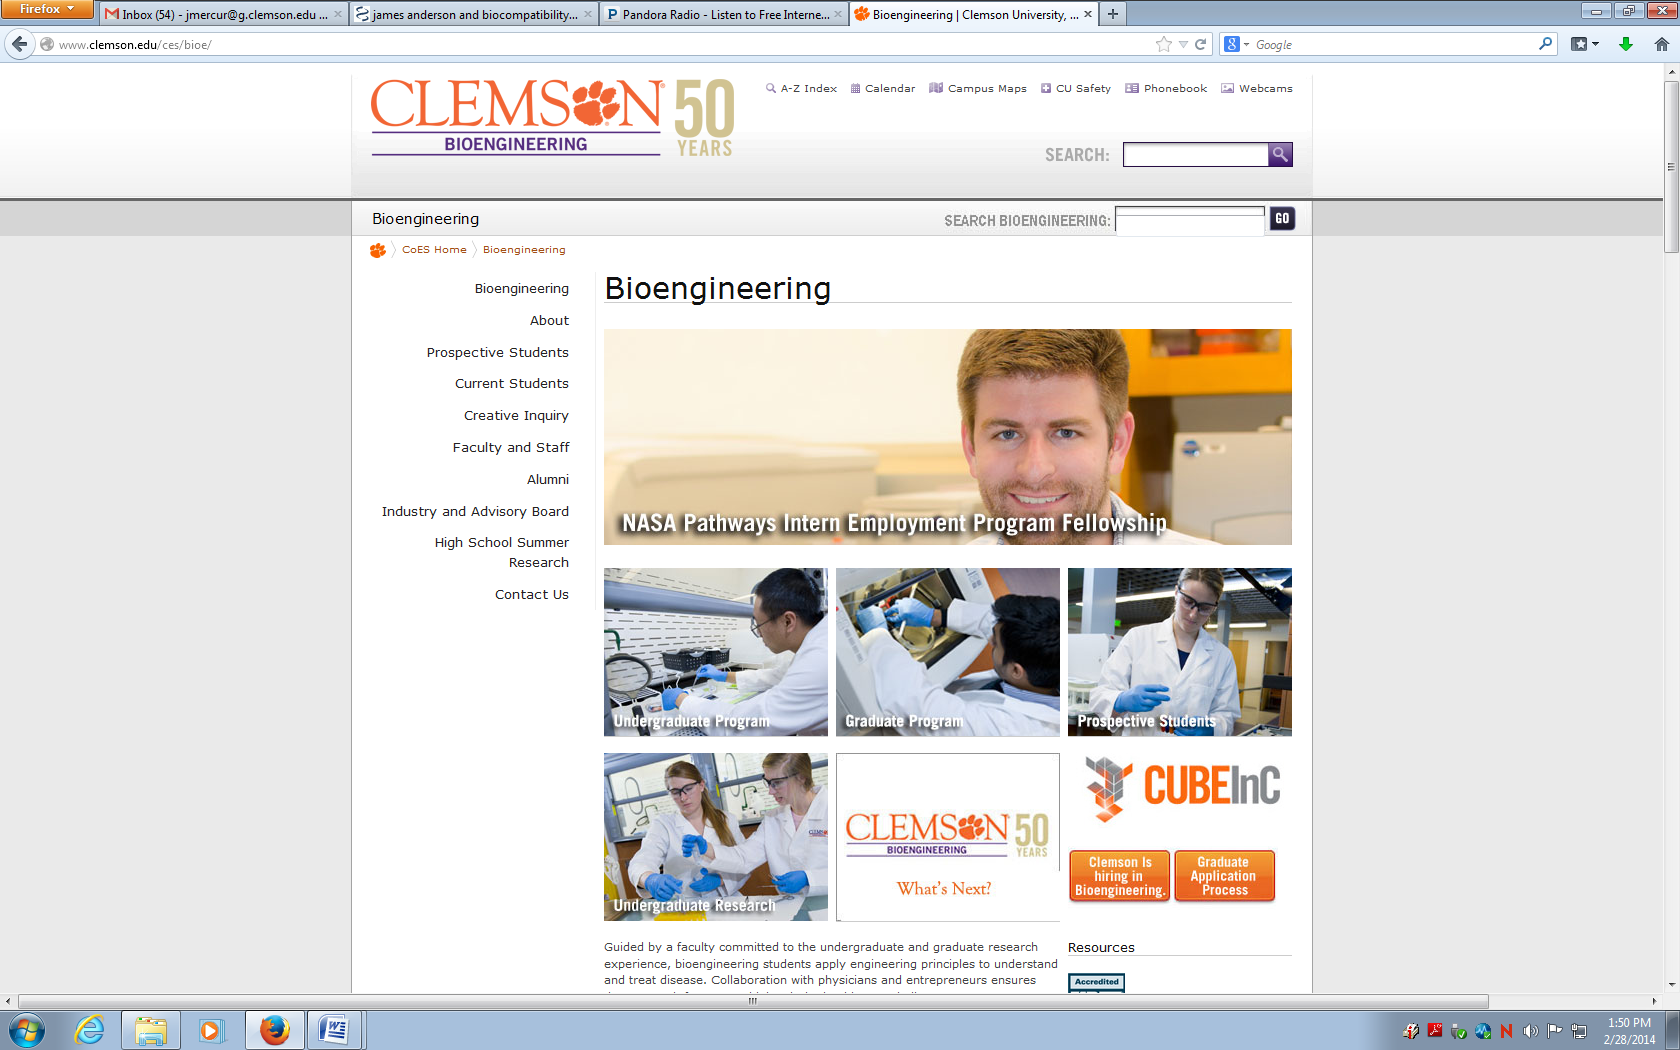 Firefox
Inbox (54) - jmercur@g.clemson.edu ...
james anderson and biocompatibility...
Pandora Radio - Listen to Free Interne...
Bioengineering | Clemson University, ...
www.clemson.edu/ces/bioe/
Google
CLEMSON
BIOENGINEERING
50
YEARS
A-Z Index
Calendar
Campus Maps
CU Safety
Phonebook
Webcams
SEARCH:
Bioengineering
SEARCH BIOENGINEERING:
GO
CoES Home
Bioengineering
Bioengineering
About
Prospective Students
Current Students
Creative Inquiry
Faculty and Staff
Alumni
Industry and Advisory Board
High School Summer
Research
Contact Us
Bioengineering
NASA Pathways Intern Employment Program Fellowship
Undergraduate Program
Graduate Program
Prospective Students
Undergraduate Research
CLEMSON
BIOENGINEERING
50
YEARS
What's Next?
CUBEInC
Clemson is
hiring in
Bioengineering.
Graduate
Application
Process
Guided by a faculty committed to the undergraduate and graduate research
experience, bioengineering students apply engineering principles to understand
and treat disease. Collaboration with physicians and entrepreneurs ensures
Resources
Accredited
1:50 PM
2/28/2014